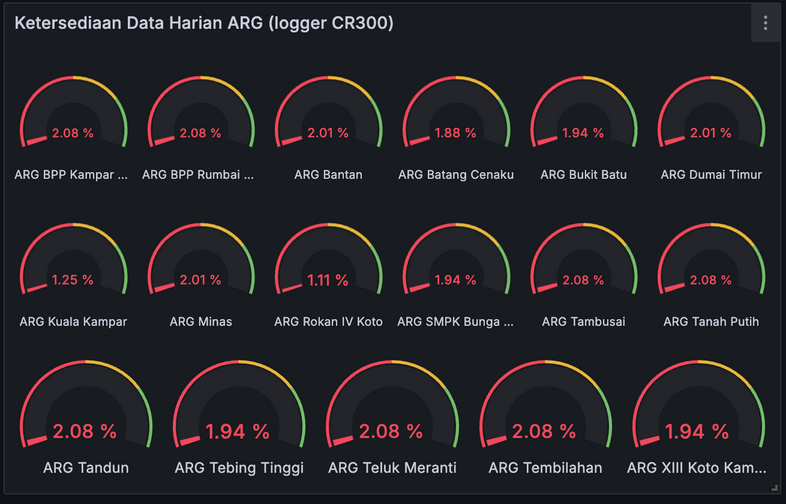 Ketersediaan Data Harian ARG (logger CR300)
2.08 % 2.08 % 2.01 % 1.88 % 1.94 % 2.01 %
ARG BPP Kampar ... ARG BPP Rumbai ... ARG Bantan ARG Batang Cenaku ARG Bukit Batu ARG Dumai Timur
1.25 % 2.01 % 1.11 % 1.94 % 2.08 % 2.08 %
ARG Kuala Kampar ARG Minas ARG Rokan IV Koto ARG SMPK Bunga ... ARG Tambusai ARG Tanah Putih
2.08 % 1.94 % 2.08 % 2.08 % 1.94 %
ARG Tandun ARG Tebing Tinggi ARG Teluk Meranti ARG Tembilahan ARG XIII Koto Kam...